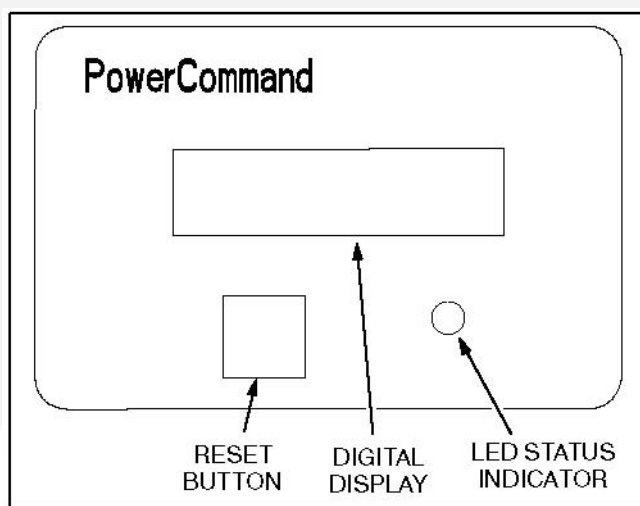 PowerCommand
RESET
BUTTON
DIGITAL
DISPLAY
LED STATUS
INDICATOR